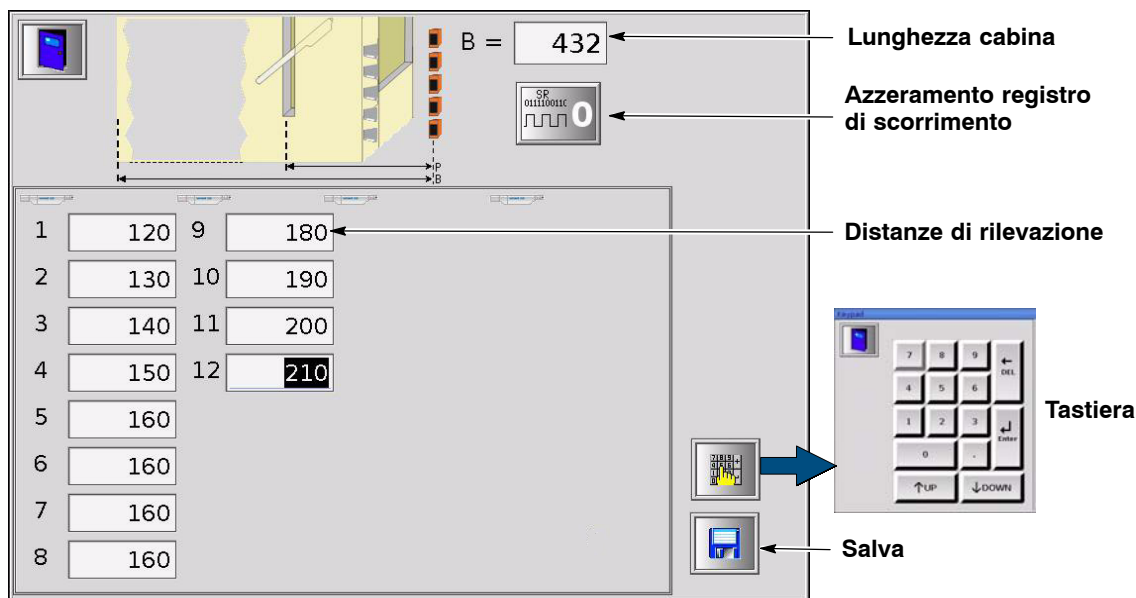 B = 432
Lunghezza cabina
SR
011110011C
0
Azzeramento registro
di scorrimento
P
B
1 120 9 180
Distanze di rilevazione
2 130 10 190
3 140 11 200
4 150 12 210
5 160
6 160
7 160
8 160
Keypad
7 8 9 ← DEL
4 5 6
1 2 3 Enter
0 .
↑UP ↓DOWN
Tastiera
Salva